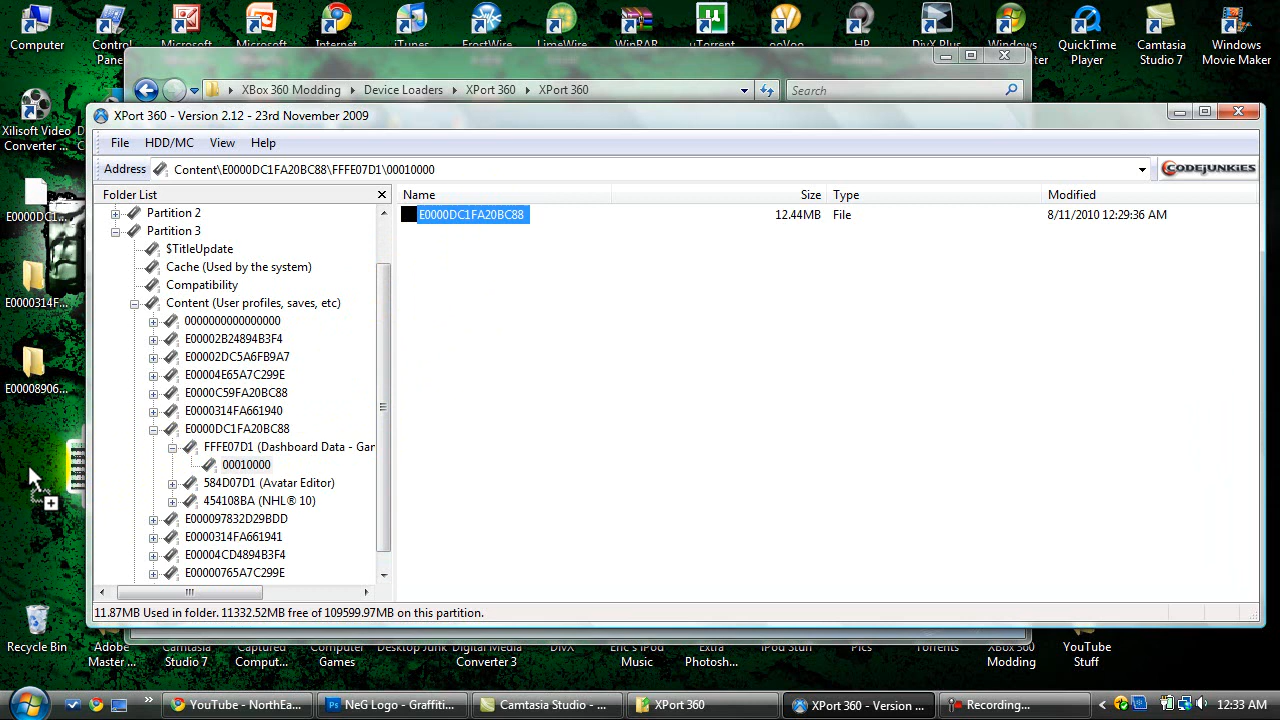 Computer
Control
Panel
Microsoft
Microsoft
Internet
iTunes
FrostWire
LimeWire
WinRAR
uTorrent
ooVoo
HP
DivX Plus
Windows
QuickTime
Player
Camtasia
Studio 7
Windows
Movie Maker
XBox 360 Modding
Device Loaders
XPort 360
XPort 360
Search
XPort 360 - Version 2.12 - 23rd November 2009
File
HDD/MC
View
Help
Address
Content\E0000DC1FA20BC88\FFFE07D1\00010000
CODEJUNKIES
Folder List
Name
Size
Type
Modified
E0000DC1FA20BC88
12.44MB
File
8/11/2010 12:29:36 AM
Partition 2
Partition 3
$TitleUpdate
Cache (Used by the system)
Compatibility
Content (User profiles, saves, etc)
0000000000000000
E00002B24894B3F4
E00002DC5A6FB9A7
E00004E65A7C299E
E0000C59FA20BC88
E0000314FA661940
E0000DC1FA20BC88
FFFE07D1 (Dashboard Data - Gar
00010000
584D07D1 (Avatar Editor)
454108BA (NHL® 10)
E000097832D29BDD
E0000314FA661941
E00004CD4894B3F4
E00000765A7C299E
11.87MB Used in folder. 11332.52MB free of 109599.97MB on this partition.
Xilisoft Video
Converter ...
E0000DC1...
E0000314F...
E00008906...
Recycle Bin
Adobe
Master ...
Camtasia
Studio 7
Captured
Comput...
Computer
Games
Desktop Junk
Digital Media
Converter 3
DivX
Eric's iPod
Music
Extra
Photosh...
iPod Stuff
Pics
Torrents
XBox 360
Modding
YouTube
Stuff
YouTube - NorthEa...
NeG Logo - Graffiti...
Camtasia Studio - ...
XPort 360
XPort 360 - Version ...
Recording...
12:33 AM